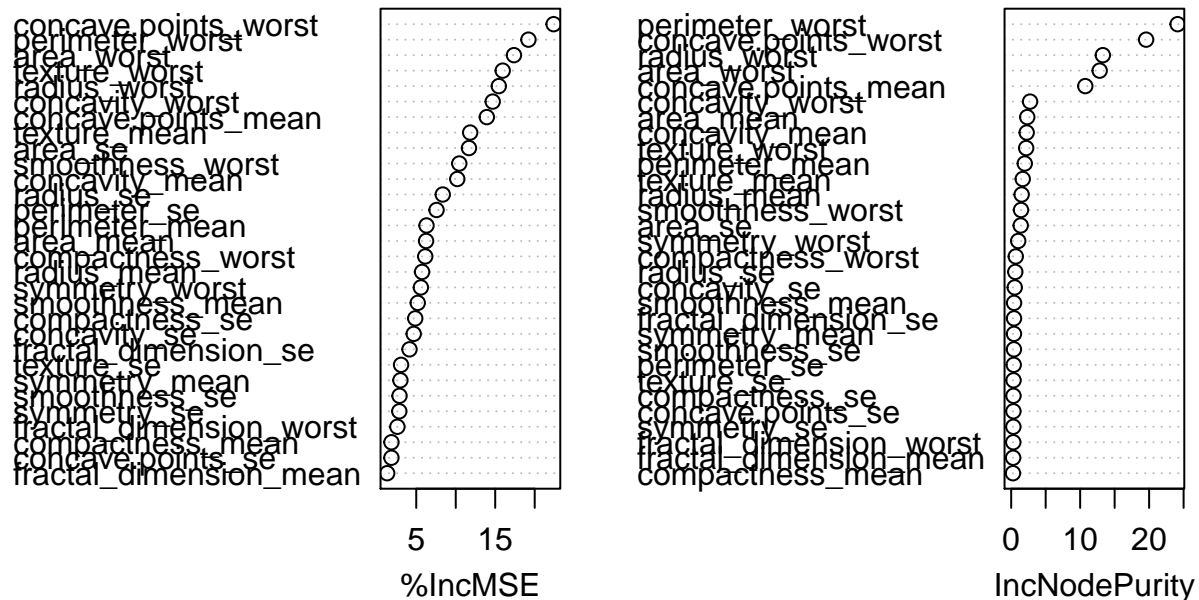 concave.points_worst
perimeter_worst
area_worst
texture_worst
radius_worst
concavity_worst
concave.points_mean
texture_mean
area_se
smoothness_worst
concavity_mean
radius_se
perimeter_se
perimeter_mean
area_mean
compactness_worst
radius_mean
symmetry_worst
smoothness_mean
compactness_se
concavity_se
fractal_dimension_se
texture_se
symmetry_mean
smoothness_se
symmetry_se
fractal_dimension_worst
compactness_mean
concave.points_se
fractal_dimension_mean
5 15
%IncMSE
perimeter_worst
concave.points_worst
radius_worst
area_worst
concave.points_mean
concavity_worst
area_mean
concavity_mean
texture_worst
perimeter_mean
texture_mean
radius_mean
smoothness_worst
area_se
symmetry_worst
compactness_worst
radius_se
concavity_se
smoothness_mean
fractal_dimension_se
symmetry_mean
smoothness_se
perimeter_se
texture_se
compactness_se
concave.points_se
symmetry_se
fractal_dimension_worst
fractal_dimension_mean
compactness_mean
0 10 20
IncNodePurity